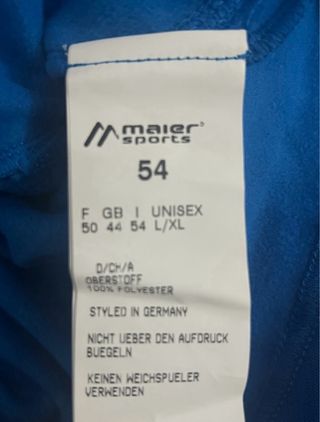 maier
sports
54
F GB I UNISEX
50 44 54 L/XL
D/CH/A
OBERSTOFF
100% POLYESTER
STYLED IN GERMANY
NICHT UEBER DEN AUFDRUCK
BUEGELN
KEINEN WEICHSPUELER
VERWENDEN